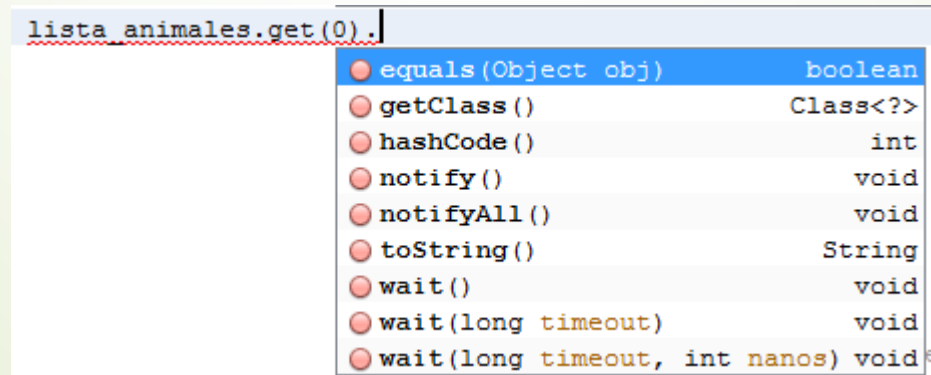 lista_animales.get(0).
equals(Object obj) boolean
getClass() Class<?>
hashCode() int
notify() void
notifyAll() void
toString() String
wait() void
wait(long timeout) void
wait(long timeout, int nanos) void